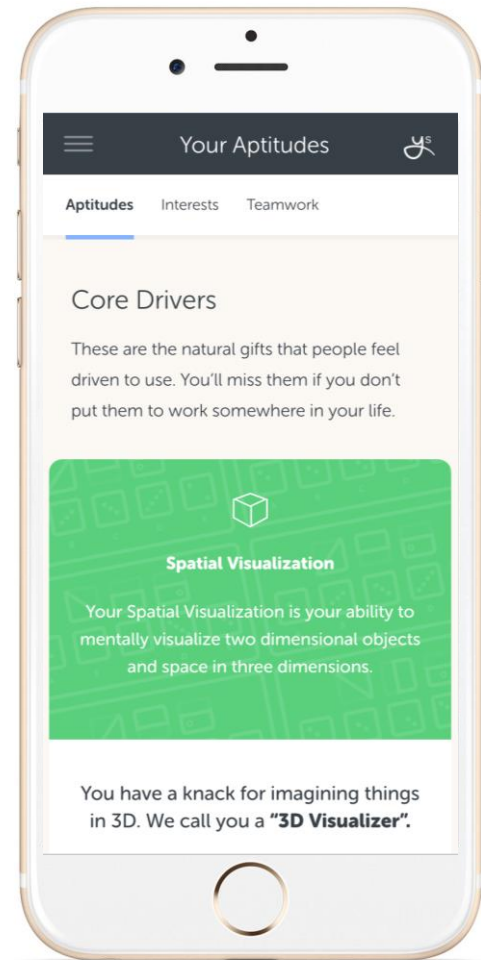 Your Aptitudes
ys
Aptitudes Interests Teamwork
Core Drivers
These are the natural gifts that people feel
driven to use. You’ll miss them if you don’t
put them to work somewhere in your life.
Spatial Visualization
Your Spatial Visualization is your ability to
mentally visualize two dimensional objects
and space in three dimensions.
You have a knack for imagining things
in 3D. We call you a “3D Visualizer”.